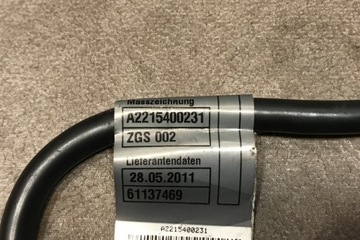 Masszeichnung
A2215400231
ZGS 002
Lieferantendaten
28.05.2011
61137469
A2215400231